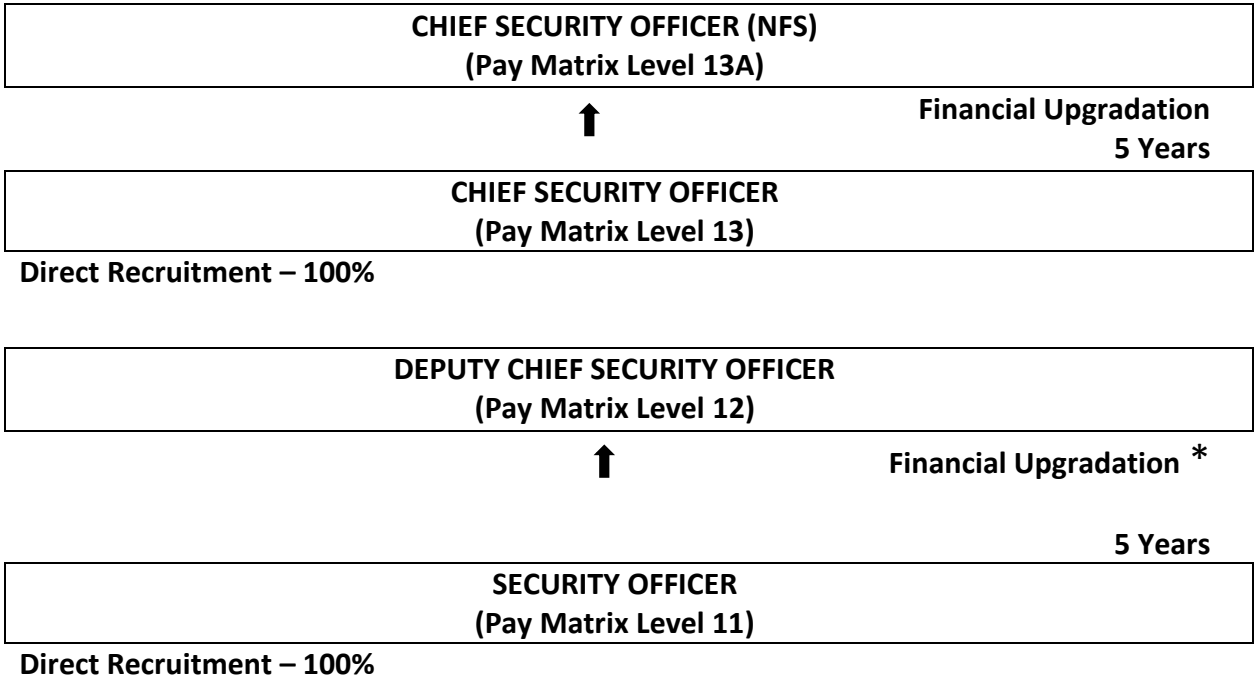 CHIEF SECURITY OFFICER (NFS)
(Pay Matrix Level 13A)
Financial Upgradation
5 Years
CHIEF SECURITY OFFICER
(Pay Matrix Level 13)
Direct Recruitment – 100%
DEPUTY CHIEF SECURITY OFFICER
(Pay Matrix Level 12)
Financial Upgradation *
5 Years
SECURITY OFFICER
(Pay Matrix Level 11)
Direct Recruitment – 100%